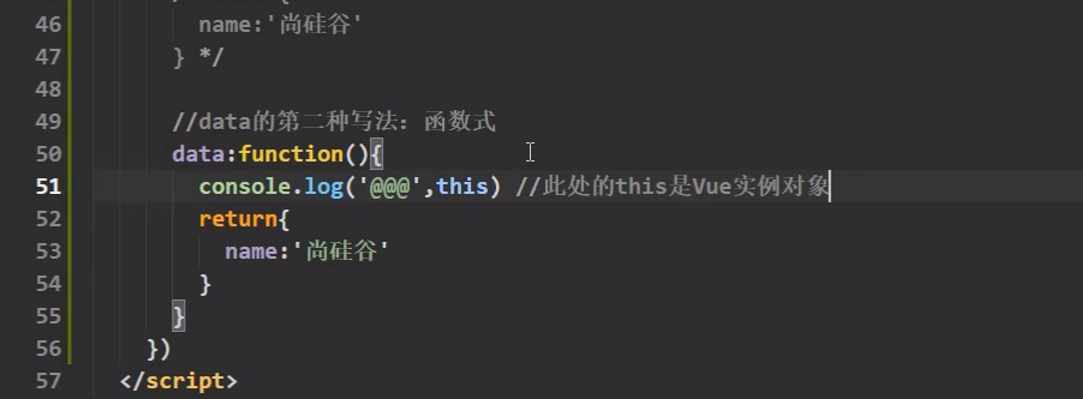 46 name:'尚硅谷'
47 } */
48
49 //data的第二种写法：函数式
50 data:function(){
51 console.log('@@@',this) //此处的this是Vue实例对象
52 return{
53 name:'尚硅谷'
54 }
55 }
56 })
57 </script>